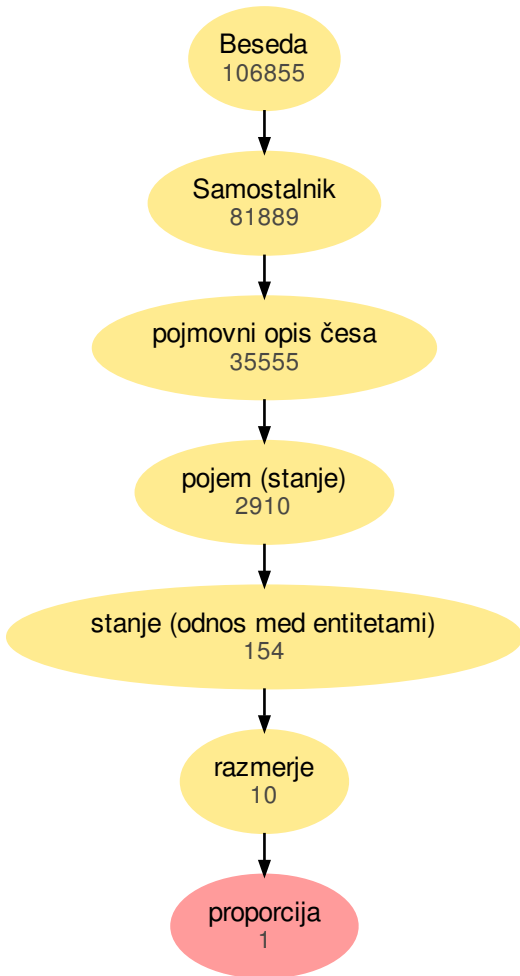 Beseda
106855
Samostalnik
81889
pojmovni opis česa
35555
pojem (stanje)
2910
stanje (odnos med entitetami)
154
razmerje
10
proporcija
1